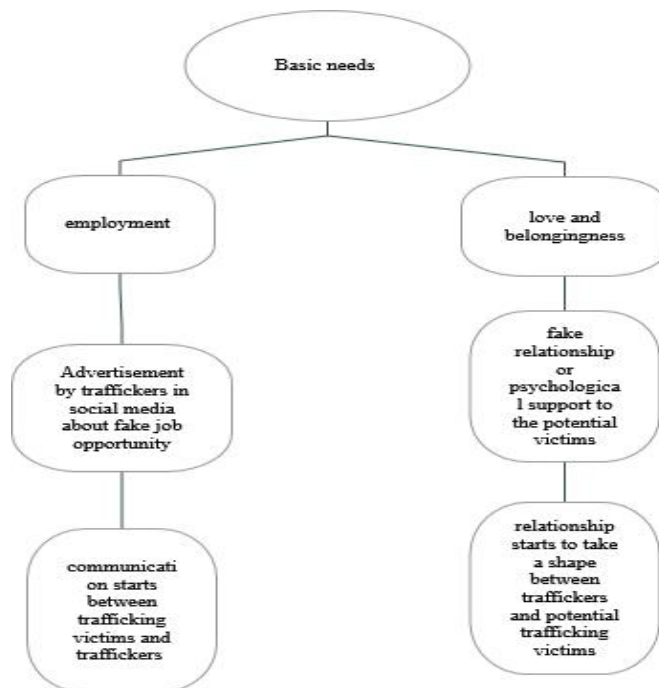 Basic needs
employment
love and
belongingness
Advertisement
by traffickers in
social media
about fake job
opportunity
fake
relationship
or
psychologica
l support to
the potential
victims
communicati
on starts
between
trafficking
victims and
traffickers
relationship
starts to take
a shape
between
traffickers
and potential
trafficking
victims